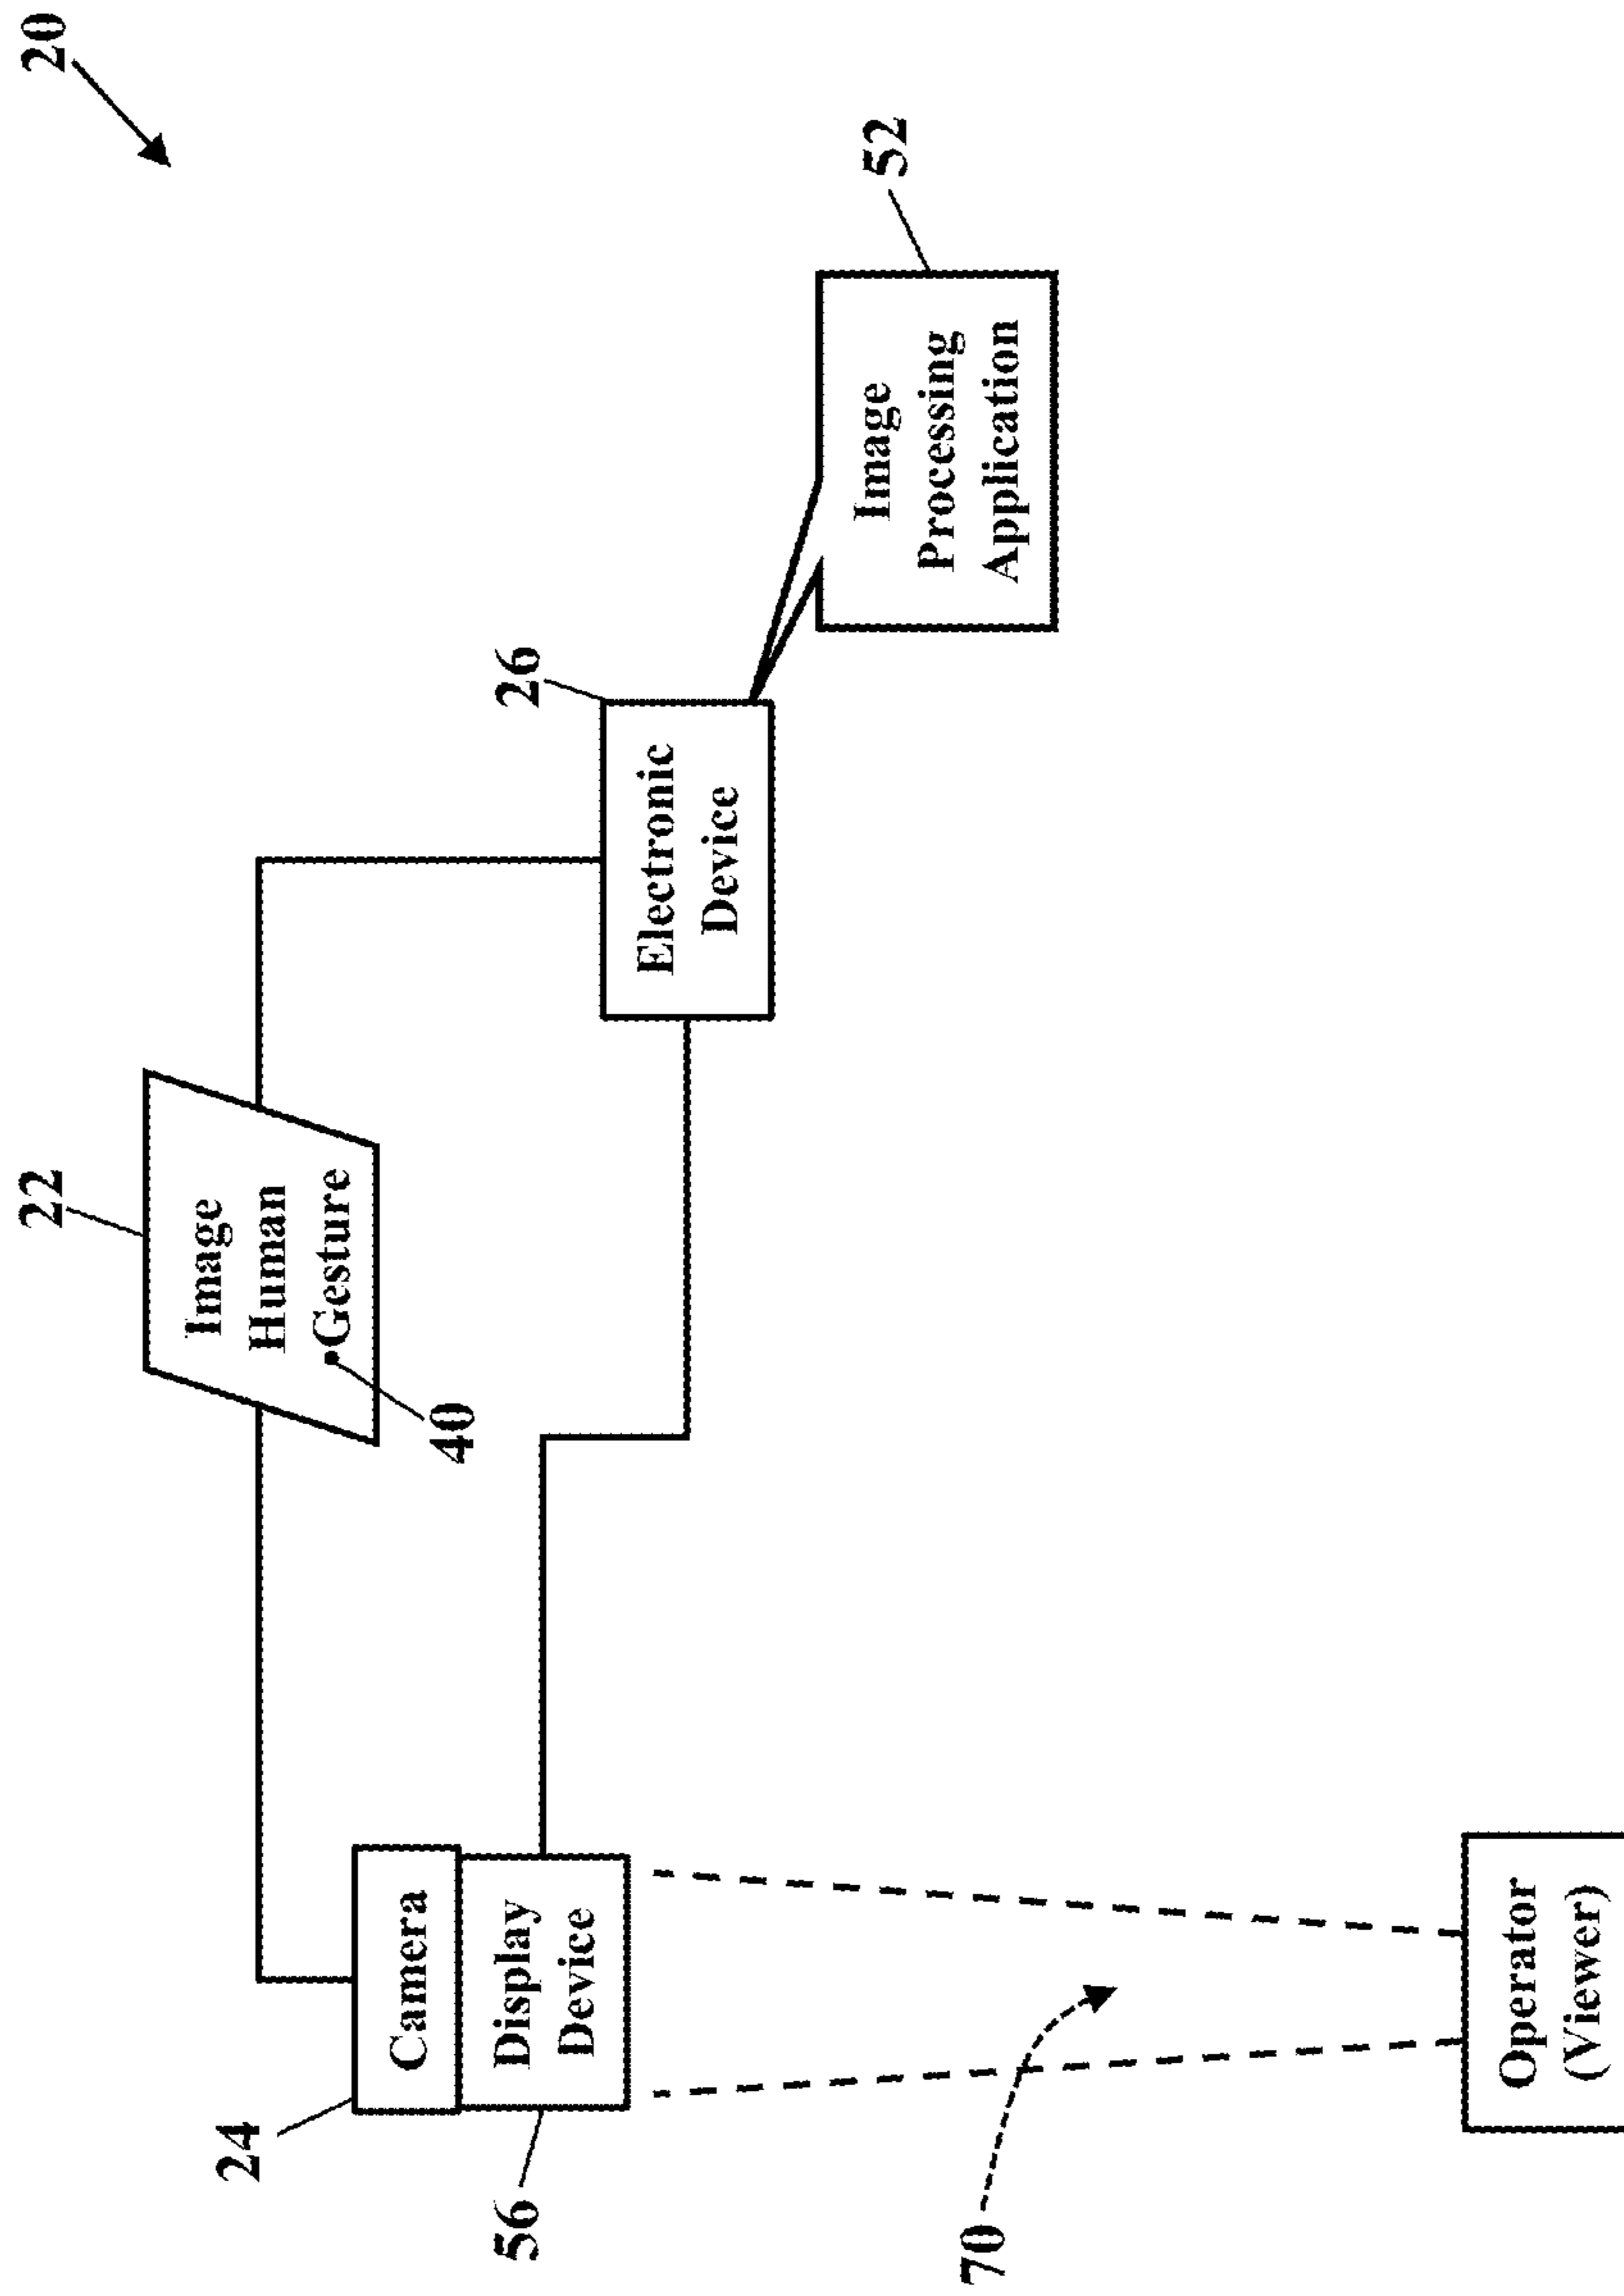 20
22
Image
Human
Gesture
40
24
Camera
Display
Device
56
26
Electronic
Device
52
Image
Processing
Application
70
Operator
(Viewer)